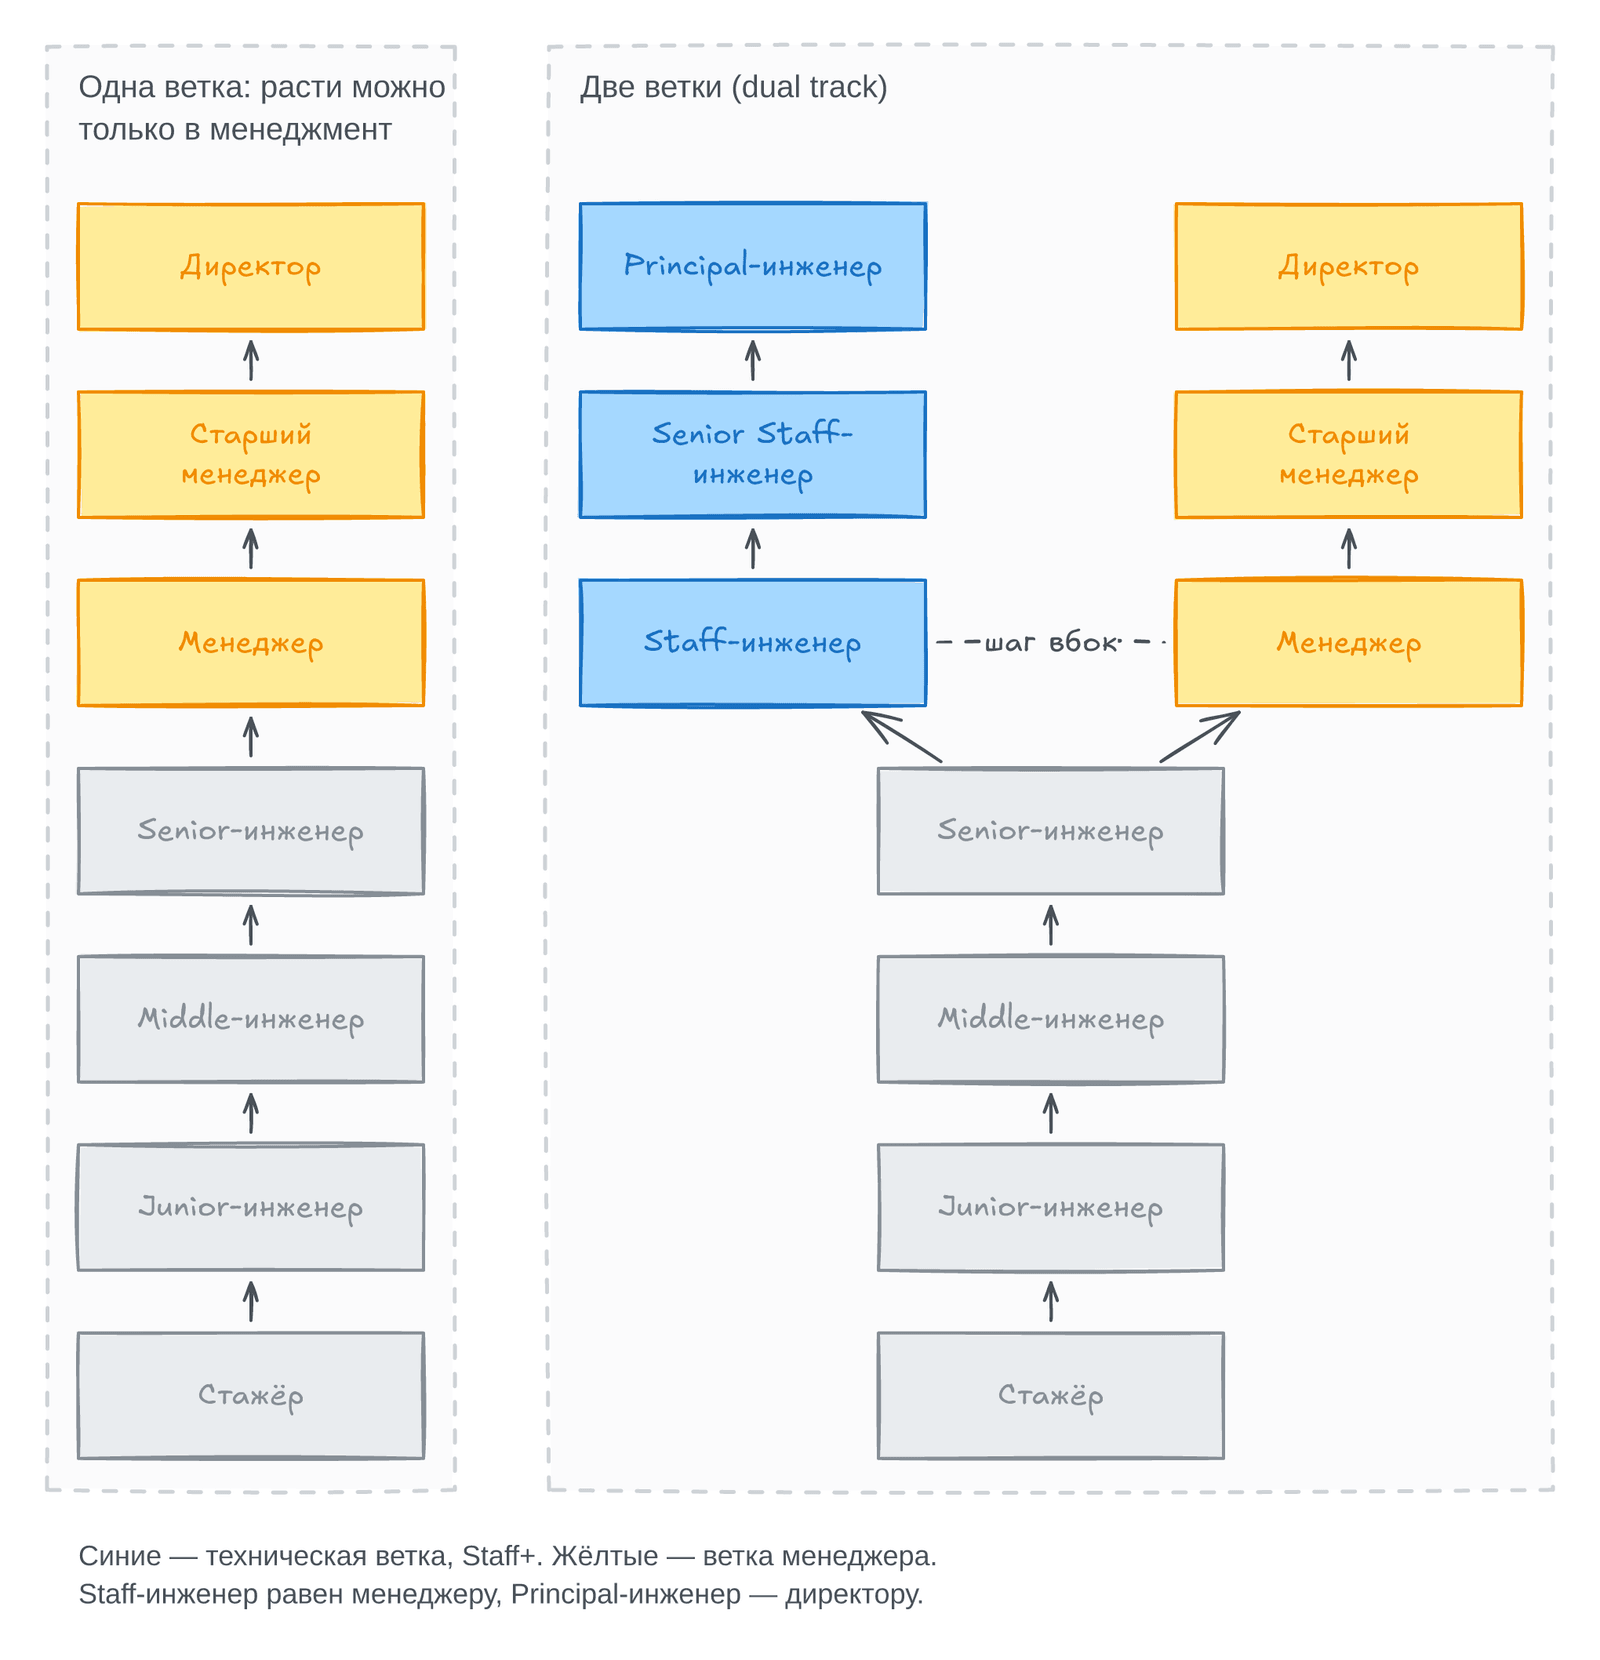 Одна ветка: расти можно
только в менеджмент
Директор
Старший
менеджер
Менеджер
Senior-инженер
Middle-инженер
Junior-инженер
Стажёр
Две ветки (dual track)
Principal-инженер
Директор
Senior Staff-
инженер
Старший
менеджер
Staff-инженер
шаг вбок
Менеджер
Senior-инженер
Middle-инженер
Junior-инженер
Стажёр
Синие — техническая ветка, Staff+. Жёлтые — ветка менеджера.
Staff-инженер равен менеджеру, Principal-инженер — директору.